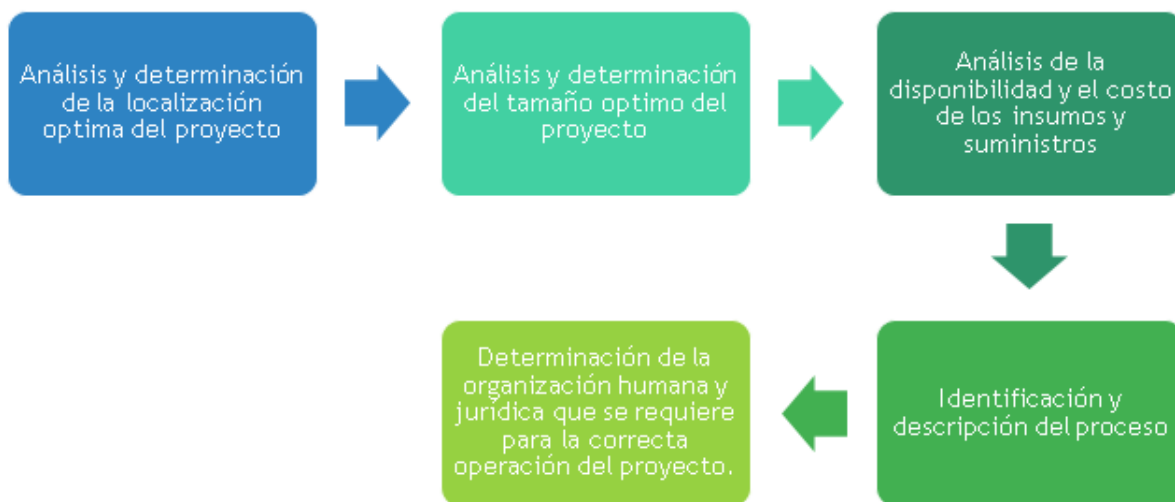 Análisis y determinación
de la localización
optima del proyecto
Análisis y determinación
del tamaño optimo del
proyecto
Análisis de la
disponibilidad y el costo
de los insumos y
suministros
Identificación y
descripción del proceso
Determinación de la
organización humana y
jurídica que se requiere
para la correcta
operación del proyecto.